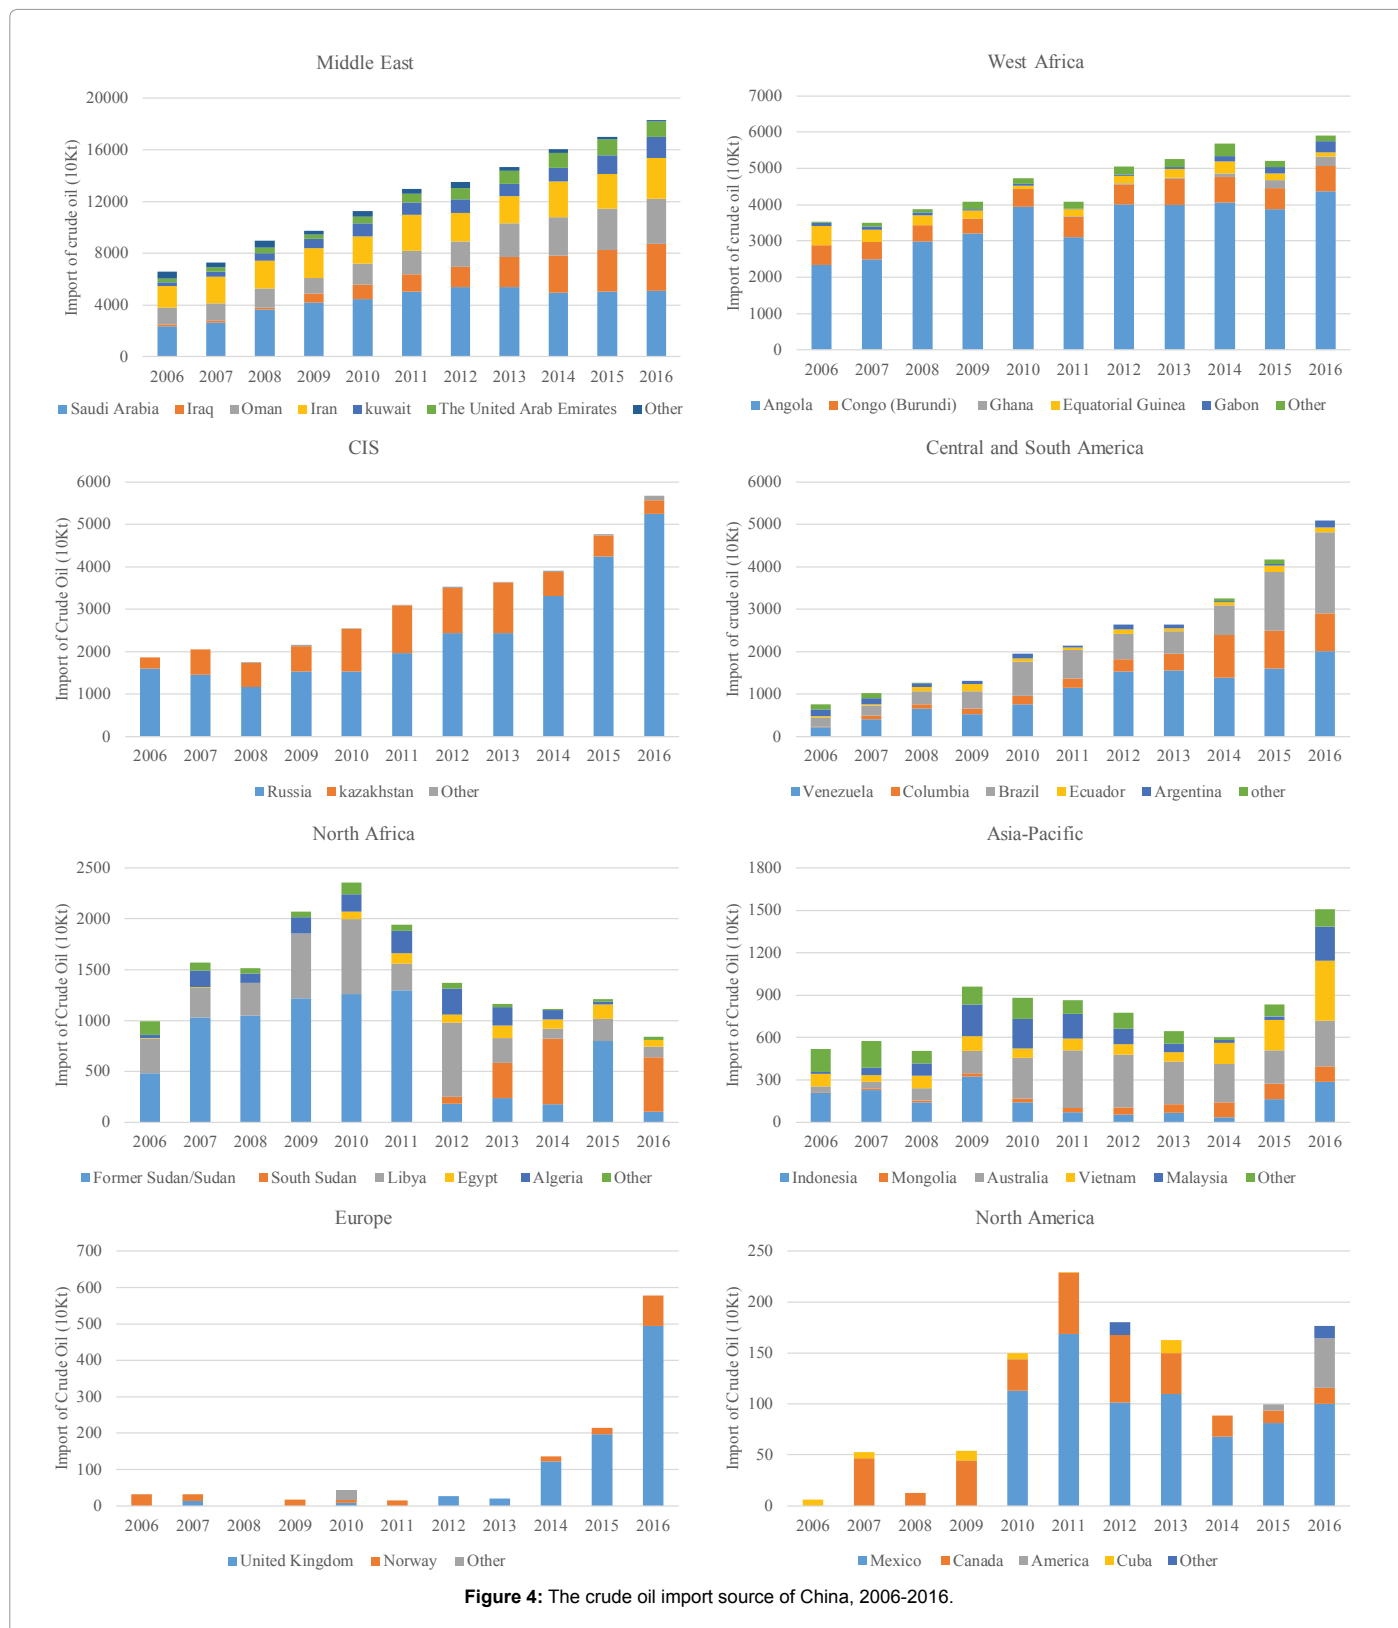 Middle East
Import of crude oil (10Kt)
20000
16000
12000
8000
4000
0
2006 2007 2008 2009 2010 2011 2012 2013 2014 2015 2016
Saudi Arabia Iraq Oman Iran kuwait The United Arab Emirates Other
West Africa
Import of crude oil (10Kt)
7000
6000
5000
4000
3000
2000
1000
0
2006 2007 2008 2009 2010 2011 2012 2013 2014 2015 2016
Angola Congo (Burundi) Ghana Equatorial Guinea Gabon Other
CIS
Import of Crude Oil (10Kt)
6000
5000
4000
3000
2000
1000
0
2006 2007 2008 2009 2010 2011 2012 2013 2014 2015 2016
Russia kazakhstan Other
Central and South America
Import of crude oil (10Kt)
6000
5000
4000
3000
2000
1000
0
2006 2007 2008 2009 2010 2011 2012 2013 2014 2015 2016
Venezuela Columbia Brazil Ecuador Argentina other
North Africa
Import of Crude Oil (10Kt)
2500
2000
1500
1000
500
0
2006 2007 2008 2009 2010 2011 2012 2013 2014 2015 2016
Former Sudan/Sudan South Sudan Libya Egypt Algeria Other
Asia-Pacific
Import of Crude Oil (10Kt)
1800
1500
1200
900
600
300
0
2006 2007 2008 2009 2010 2011 2012 2013 2014 2015 2016
Indonesia Mongolia Australia Vietnam Malaysia Other
Europe
Import of Crude Oil (10Kt)
700
600
500
400
300
200
100
0
2006 2007 2008 2009 2010 2011 2012 2013 2014 2015 2016
United Kingdom Norway Other
North America
Import of Crude Oil (10Kt)
250
200
150
100
50
0
2006 2007 2008 2009 2010 2011 2012 2013 2014 2015 2016
Mexico Canada America Cuba Other
Figure 4: The crude oil import source of China, 2006-2016.